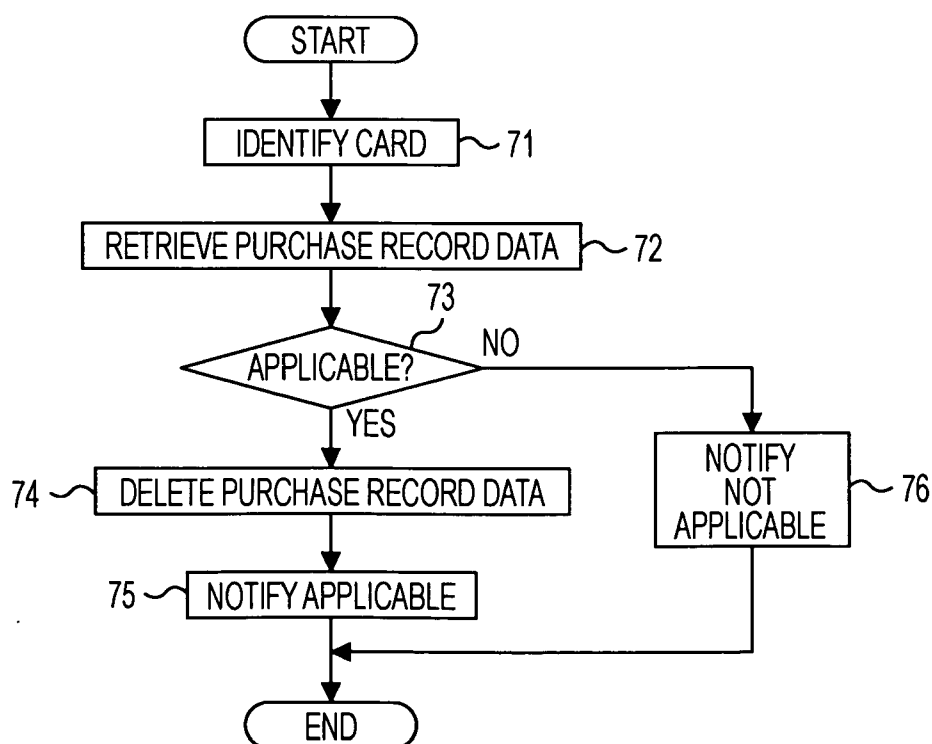 START
IDENTIFY CARD
71
RETRIEVE PURCHASE RECORD DATA
72
73
APPLICABLE?
NO
YES
74
DELETE PURCHASE RECORD DATA
NOTIFY
NOT
APPLICABLE
76
75
NOTIFY APPLICABLE
END